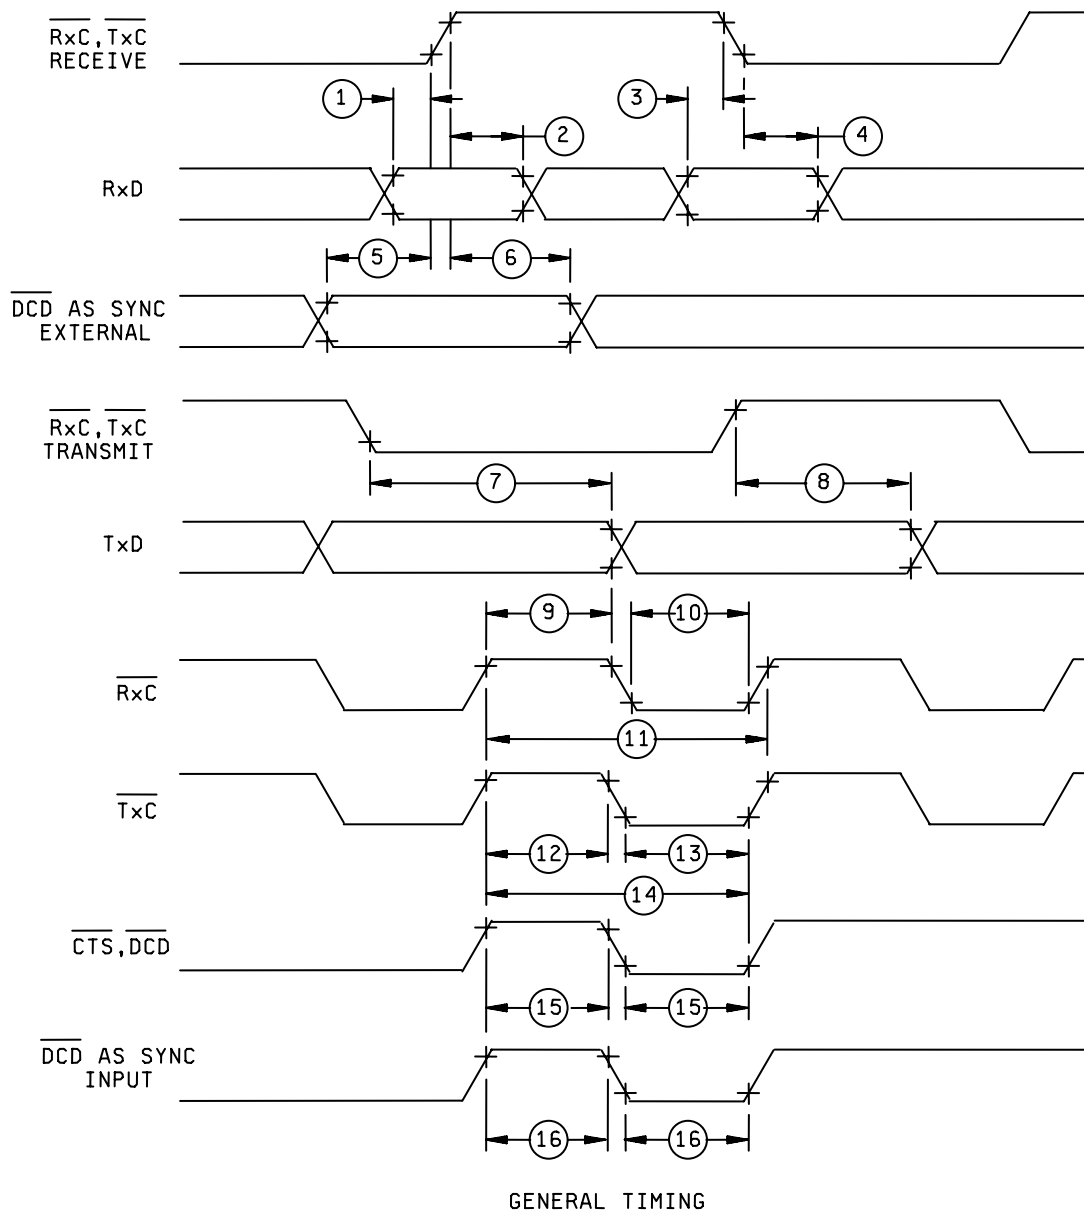 RxC,TxC
RECEIVE
1
3
2
4
RxD
5
6
DCD AS SYNC
EXTERNAL
RxC,TxC
TRANSMIT
7
8
TxD
9
10
RxC
11
TxC
12
13
14
CTS,DCD
15
15
DCD AS SYNC
INPUT
16
16
GENERAL TIMING